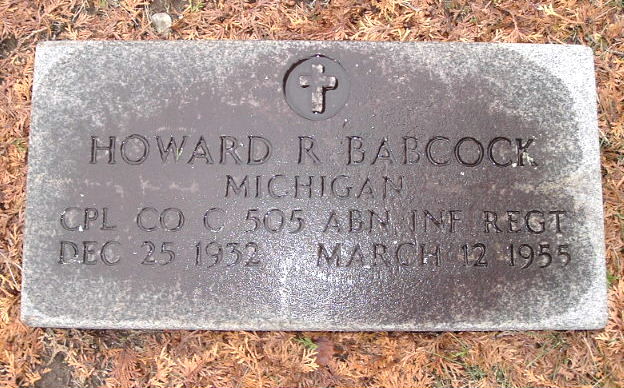 HOWARD R BABCOCK
MICHIGAN
CPL CO C 505 ABN INF REGT
DEC 25 1932 MARCH 12 1955